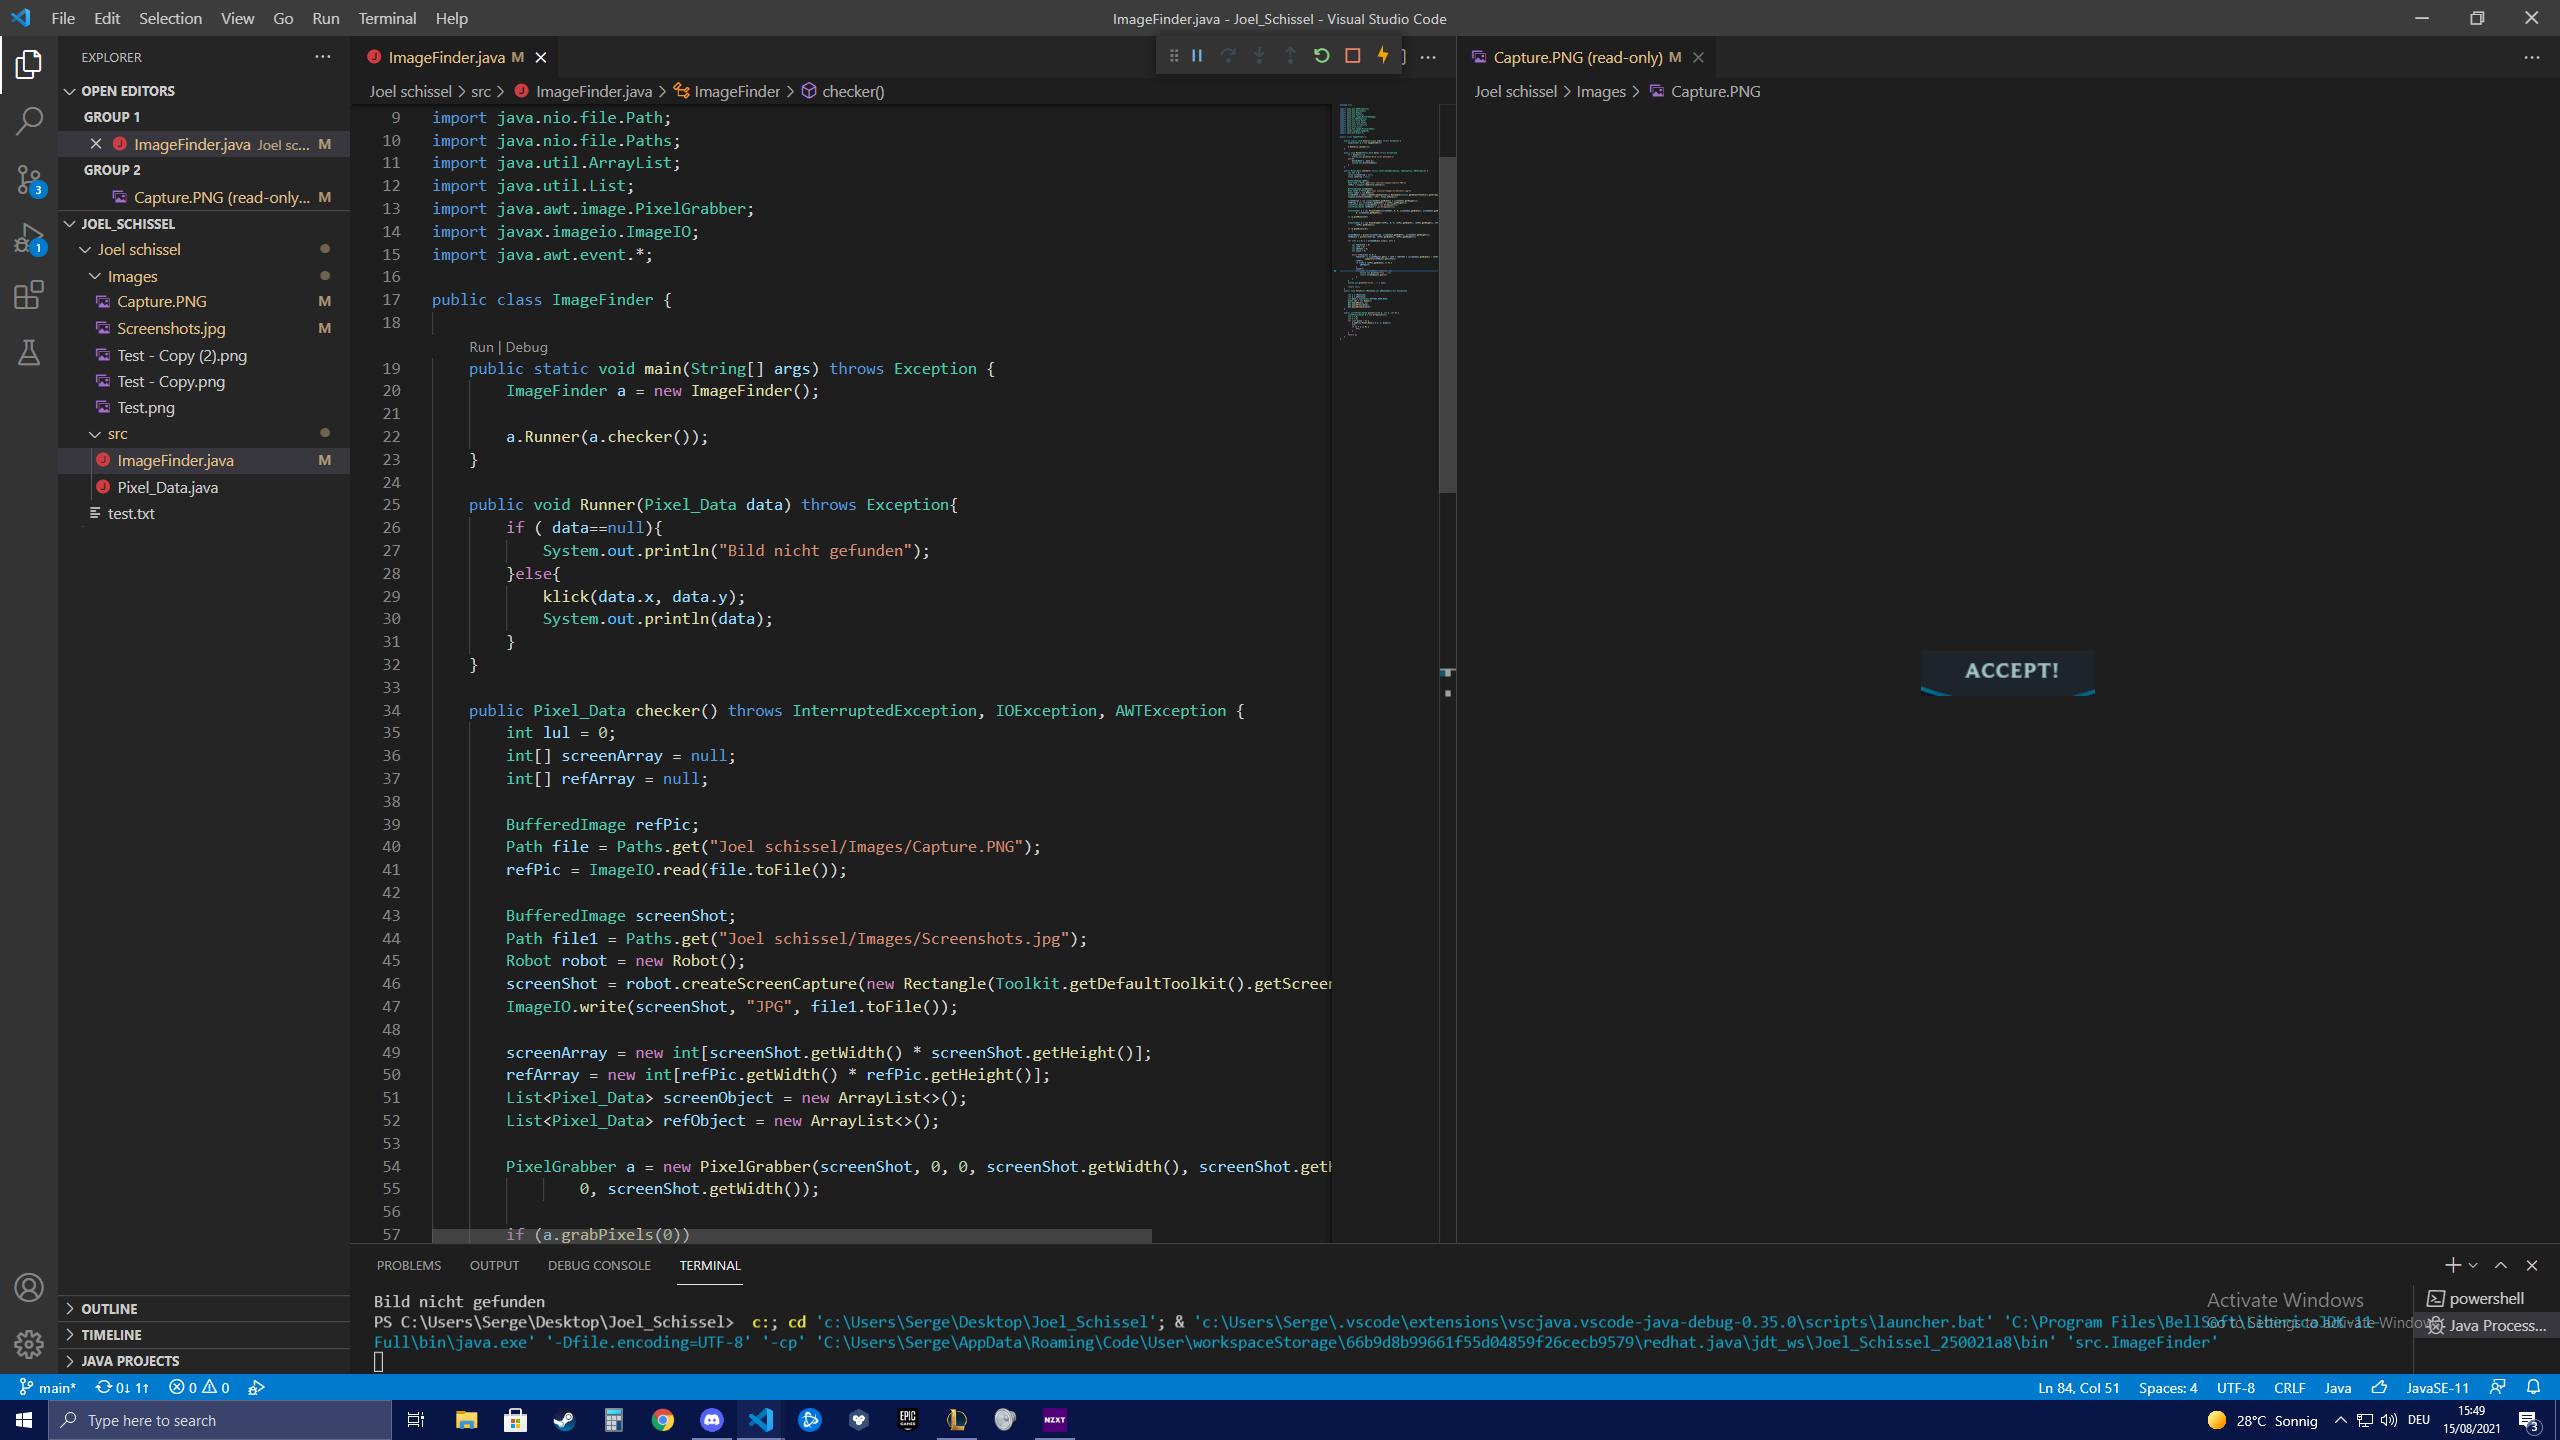 File Edit Selection View Go Run Terminal Help
ImageFinder.java - Joel_Schissel - Visual Studio Code
EXPLORER
OPEN EDITORS
GROUP 1
ImageFinder.java Joel sc... M
GROUP 2
Capture.PNG (read-only... M
JOEL_SCHISSEL
Joel schissel
Images
Capture.PNG M
Screenshots.jpg M
Test - Copy (2).png
Test - Copy.png
Test.png
src
ImageFinder.java M
Pixel_Data.java
test.txt
OUTLINE
TIMELINE
JAVA PROJECTS
3
1
ImageFinder.java M
Joel schissel > src > ImageFinder.java > ImageFinder > checker()
9 import java.nio.file.Path;
10 import java.nio.file.Paths;
11 import java.util.ArrayList;
12 import java.util.List;
13 import java.awt.image.PixelGrabber;
14 import javax.imageio.ImageIO;
15 import java.awt.event.*;
16
17 public class ImageFinder {
18
Run | Debug
19 public static void main(String[] args) throws Exception {
20 ImageFinder a = new ImageFinder();
21
22 a.Runner(a.checker());
23 }
24
25 public void Runner(Pixel_Data data) throws Exception{
26 if ( data==null){
27 System.out.println("Bild nicht gefunden");
28 }else{
29 klick(data.x, data.y);
30 System.out.println(data);
31 }
32 }
33
34 public Pixel_Data checker() throws InterruptedException, IOException, AWTException {
35 int lul = 0;
36 int[] screenArray = null;
37 int[] refArray = null;
38
39 BufferedImage refPic;
40 Path file = Paths.get("Joel schissel/Images/Capture.PNG");
41 refPic = ImageIO.read(file.toFile());
42
43 BufferedImage screenShot;
44 Path file1 = Paths.get("Joel schissel/Images/Screenshots.jpg");
45 Robot robot = new Robot();
46 screenShot = robot.createScreenCapture(new Rectangle(Toolkit.getDefaultToolkit().getScreen
47 ImageIO.write(screenShot, "JPG", file1.toFile());
48
49 screenArray = new int[screenShot.getWidth() * screenShot.getHeight()];
50 refArray = new int[refPic.getWidth() * refPic.getHeight()];
51 List<Pixel_Data> screenObject = new ArrayList<>();
52 List<Pixel_Data> refObject = new ArrayList<>();
53
54 PixelGrabber a = new PixelGrabber(screenShot, 0, 0, screenShot.getWidth(), screenShot.getH
55 0, screenShot.getWidth());
56
57 if (a.grabPixels(0))
Capture.PNG (read-only) M
Joel schissel > Images > Capture.PNG
ACCEPT!
PROBLEMS OUTPUT DEBUG CONSOLE TERMINAL
Bild nicht gefunden
PS C:\Users\Serge\Desktop\Joel_Schissel> c:; cd 'c:\Users\Serge\Desktop\Joel_Schissel'; & 'c:\Users\Serge\.vscode\extensions\vscjava.vscode-java-debug-0.35.0\scripts\launcher.bat' 'C:\Program Files\BellSoft\LibericaJDK-11-
Full\bin\java.exe' '-Dfile.encoding=UTF-8' '-cp' 'C:\Users\Serge\AppData\Roaming\Code\User\workspaceStorage\66b9d8b99661f55d04859f26cecb9579\redhat.java\jdt_ws\Joel_Schissel_250021a8\bin' 'src.ImageFinder'
Activate Windows
Go to Settings to activate Windows
powershell
Java Process...
main* 0↓ 1↑ 0 0
Ln 84, Col 51 Spaces: 4 UTF-8 CRLF Java JavaSE-11
Type here to search
EPIC GAMES
NZXT
28°C Sonnig DEU
15:49
15/08/2021
3